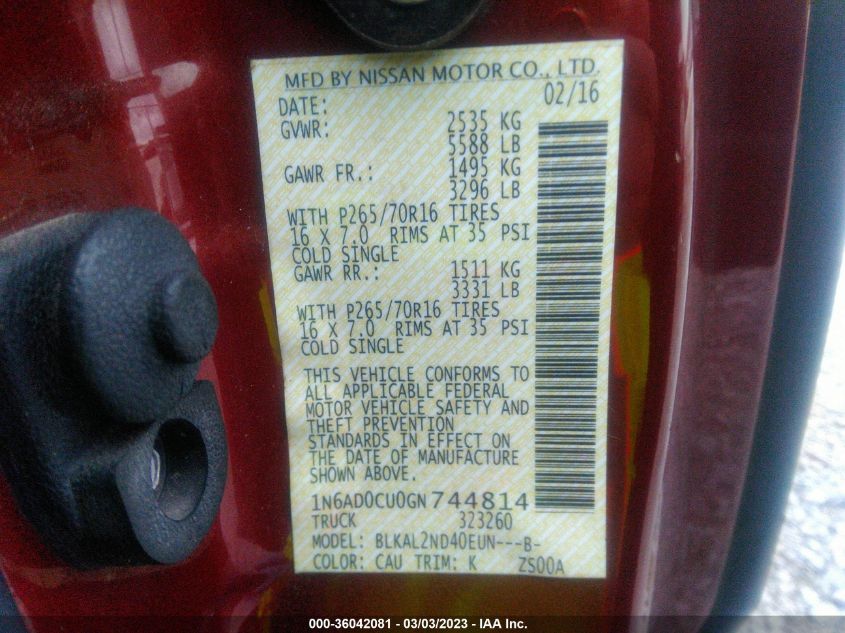 MFD BY NISSAN MOTOR CO., LTD.
DATE: 02/16
GVWR: 2535 KG
5588 LB
GAWR FR.: 1495 KG
3296 LB
WITH P265/70R16 TIRES
16 X 7.0 RIMS AT 35 PSI
COLD SINGLE
GAWR RR.: 1511 KG
3331 LB
WITH P265/70R16 TIRES
16 X 7.0 RIMS AT 35 PSI
COLD SINGLE
THIS VEHICLE CONFORMS TO
ALL APPLICABLE FEDERAL
MOTOR VEHICLE SAFETY AND
THEFT PREVENTION
STANDARDS IN EFFECT ON
THE DATE OF MANUFACTURE
SHOWN ABOVE.
1N6AD0CU0GN744814
TRUCK 323260
MODEL: BLKAL2ND40EUN---B-
COLOR: CAU TRIM: K ZS00A
000-36042081 - 03/03/2023 - IAA Inc.